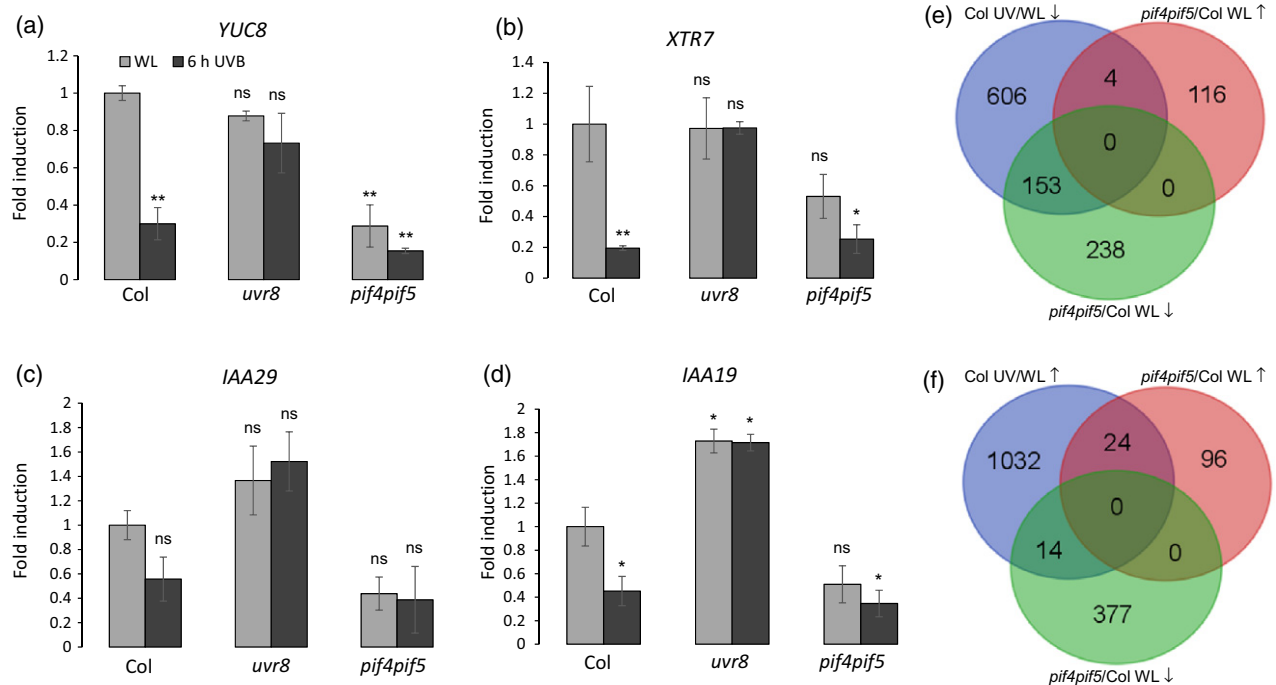 (a)
YUC8
WL 6 h UVB
Fold induction
1.2
1
0.8
0.6
0.4
0.2
0
**
ns ns
** **
Col uvr8 pif4pif5
(b)
XTR7
Fold induction
1.4
1.2
1
0.8
0.6
0.4
0.2
0
**
ns ns
ns *
Col uvr8 pif4pif5
(c)
IAA29
Fold induction
2
1.8
1.6
1.4
1.2
1
0.8
0.6
0.4
0.2
0
ns
ns ns
ns ns
Col uvr8 pif4pif5
(d)
IAA19
Fold induction
2
1.8
1.6
1.4
1.2
1
0.8
0.6
0.4
0.2
0
*
* *
ns *
Col uvr8 pif4pif5
(e)
Col UV/WL ↓ pif4pif5/Col WL ↑
606 4 116
0
153 0
238
pif4pif5/Col WL ↓
(f)
Col UV/WL ↑ pif4pif5/Col WL ↑
1032 24 96
0
14 0
377
pif4pif5/Col WL ↓